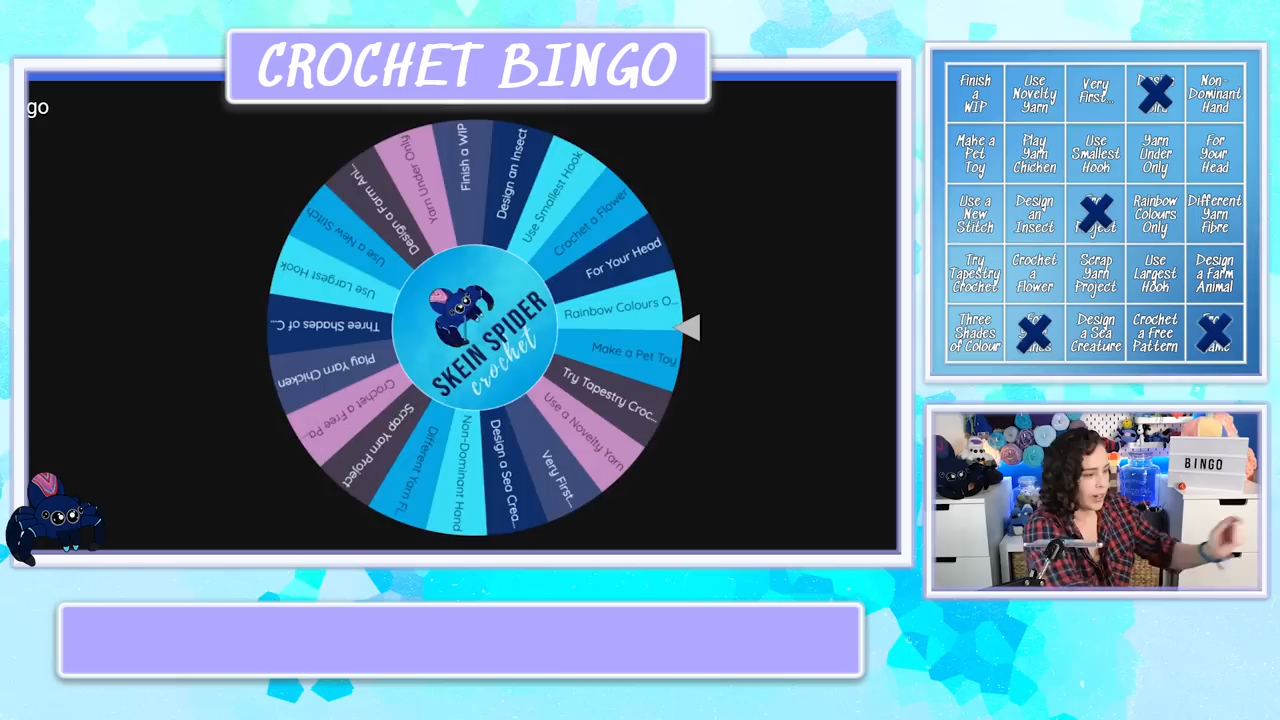 CROCHET BINGO
go
Finish a WIP
Design an Insect
Use Smallest Hook
Crochet a Flower
For Your Head
Rainbow Colours O...
Make a Pet Toy
Try Tapestry Croc...
Use a Novelty Yarn
Very First...
Design a Sea Crea...
Non-Dominant Hand
Different Yarn F...
Scrap Yarn Project
Crochet a Free Pa...
Play Yarn Chicken
Three Shades of C...
Use Largest Hook
Use a New Stitch
Design a Farm Ani...
Yarn Under Only
SKEIN SPIDER
crochet
Finish
a
WIP
Use
Novelty
Yarn
Very
First...
Non-
Dominant
Hand
Make a
Pet
Toy
Play
Yarn
Chicken
Use
Smallest
Hook
Yarn
Under
Only
For
Your
Head
Use a
New
Stitch
Design
an
Insect
Rainbow
Colours
Only
Different
Yarn
Fibre
Try
Tapestry
Crochet
Crochet
a
Flower
Scrap
Yarn
Project
Use
Largest
Hook
Design
a Farm
Animal
Three
Shades
of Colour
Design
a Sea
Creature
Crochet
a Free
Pattern
BINGO